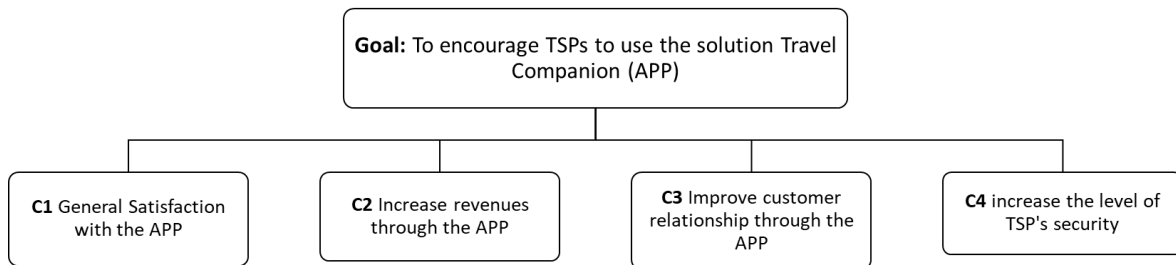 Goal: To encourage TSPs to use the solution Travel
Companion (APP)
C1 General Satisfaction
with the APP
C2 Increase revenues
through the APP
C3 Improve customer
relationship through the
APP
C4 increase the level of
TSP's security